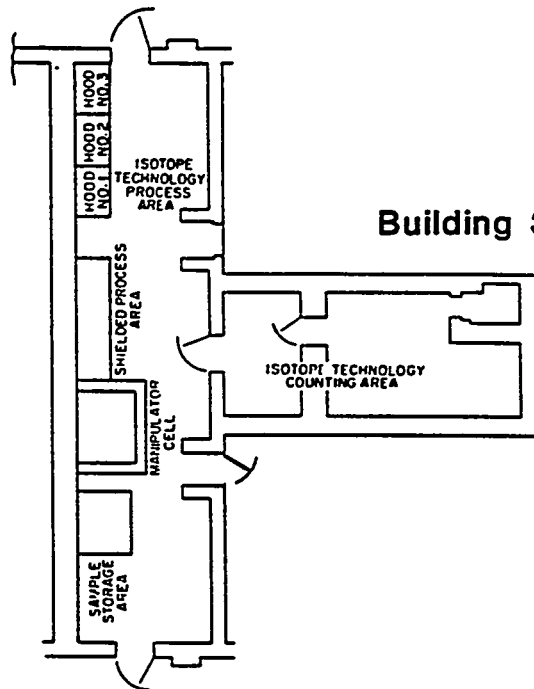 HOOD
NO.3
HOOD
NO.2
HOOD
NO.1
ISOTOPE
TECHNOLOGY
PROCESS
AREA
Building
SHIELDED PROCESS
AREA
ISOTOPE TECHNOLOGY
COUNTING AREA
MANIPULATOR
CELL
SAMPLE
STORAGE
AREA